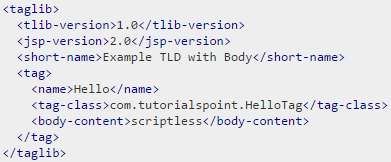 <taglib>
  <tlib-version>1.0</tlib-version>
  <jsp-version>2.0</jsp-version>
  <short-name>Example TLD with Body</short-name>
  <tag>
    <name>Hello</name>
    <tag-class>com.tutorialspoint.HelloTag</tag-class>
    <body-content>scriptless</body-content>
  </tag>
</taglib>